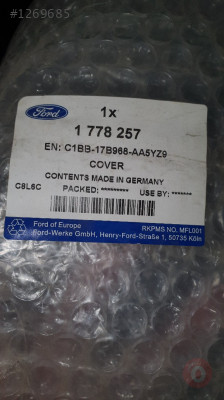 #1269685
Ford
1x
1 778 257
EN: C1BB-17B968-AA5YZ9
COVER
CONTENTS MADE IN GERMANY
C8L6C PACKED: ********* USE BY: *******
Ford of Europe RKPMS NO. MFL001
Ford-Werke GmbH, Henry-Ford-Straße 1, 50735 Köln